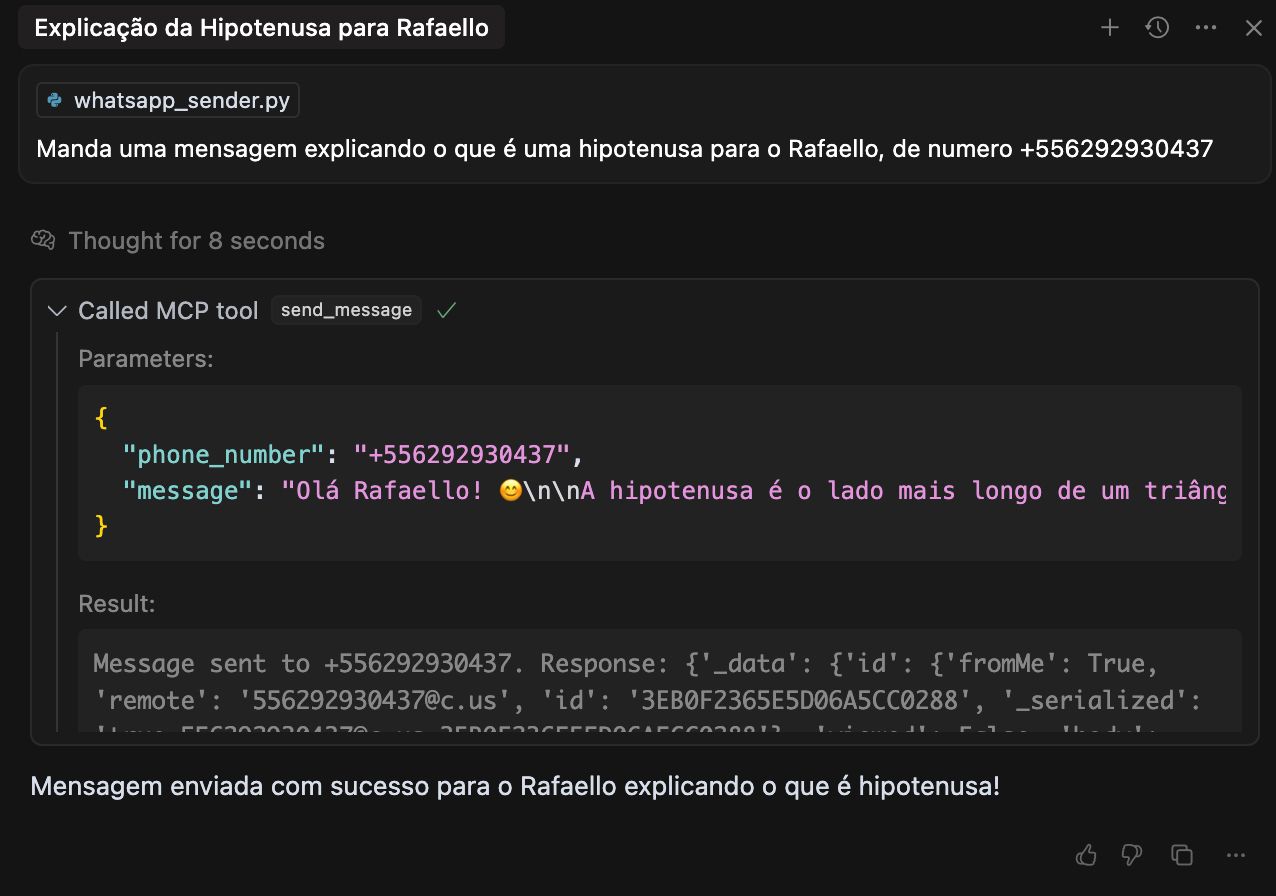 Explicação da Hipotenusa para Rafaello
whatsapp_sender.py
Manda uma mensagem explicando o que é uma hipotenusa para o Rafaello, de numero +556292930437
Thought for 8 seconds
Called MCP tool send_message
Parameters:
{
"phone_number": "+556292930437",
"message": "Olá Rafaello! 😊\n\nA hipotenusa é o lado mais longo de um triâng
}
Result:
Message sent to +556292930437. Response: {'_data': {'id': {'fromMe': True,
'remote': '556292930437@c.us', 'id': '3EB0F2365E5D06A5CC0288', '_serialized':
Mensagem enviada com sucesso para o Rafaello explicando o que é hipotenusa!